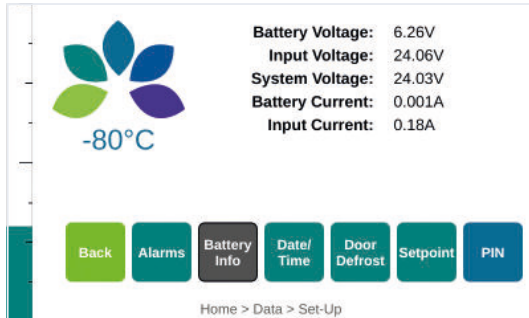 Battery Voltage: 6.26V
Input Voltage: 24.06V
System Voltage: 24.03V
Battery Current: 0.001A
Input Current: 0.18A
-80°C
Back
Alarms
Battery
Info
Date/
Time
Door
Defrost
Setpoint
PIN
Home > Data > Set-Up